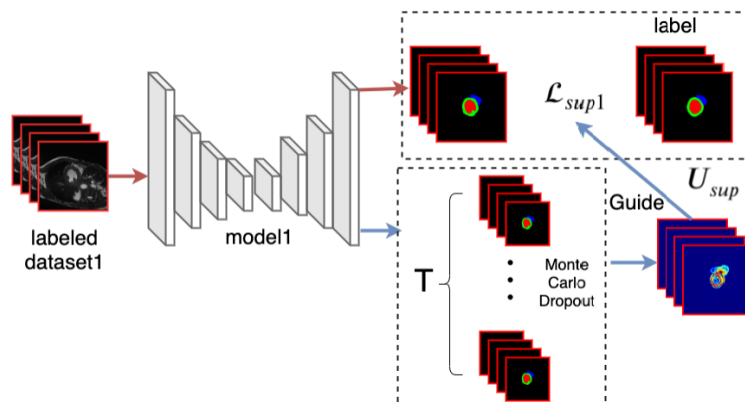 label
ℒsup1
labeled
dataset1
model1
Guide
Usup
T
Monte
Carlo
Dropout